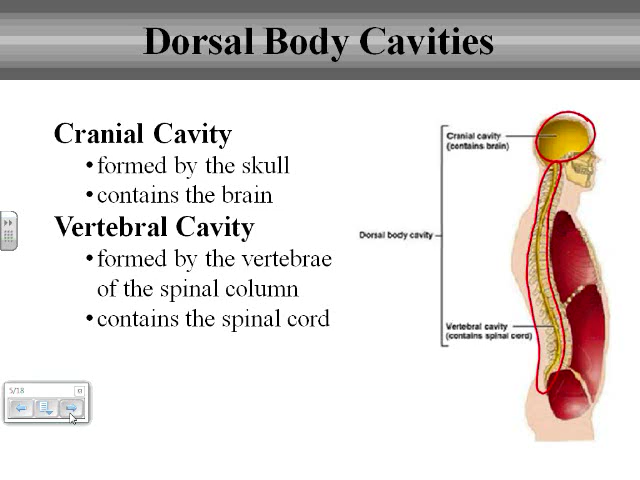 Dorsal Body Cavities
Cranial Cavity
•formed by the skull
•contains the brain
Vertebral Cavity
•formed by the vertebrae
of the spinal column
•contains the spinal cord
Cranial cavity
(contains brain)
Dorsal body cavity
Vertebral cavity
(contains spinal cord)
5/18